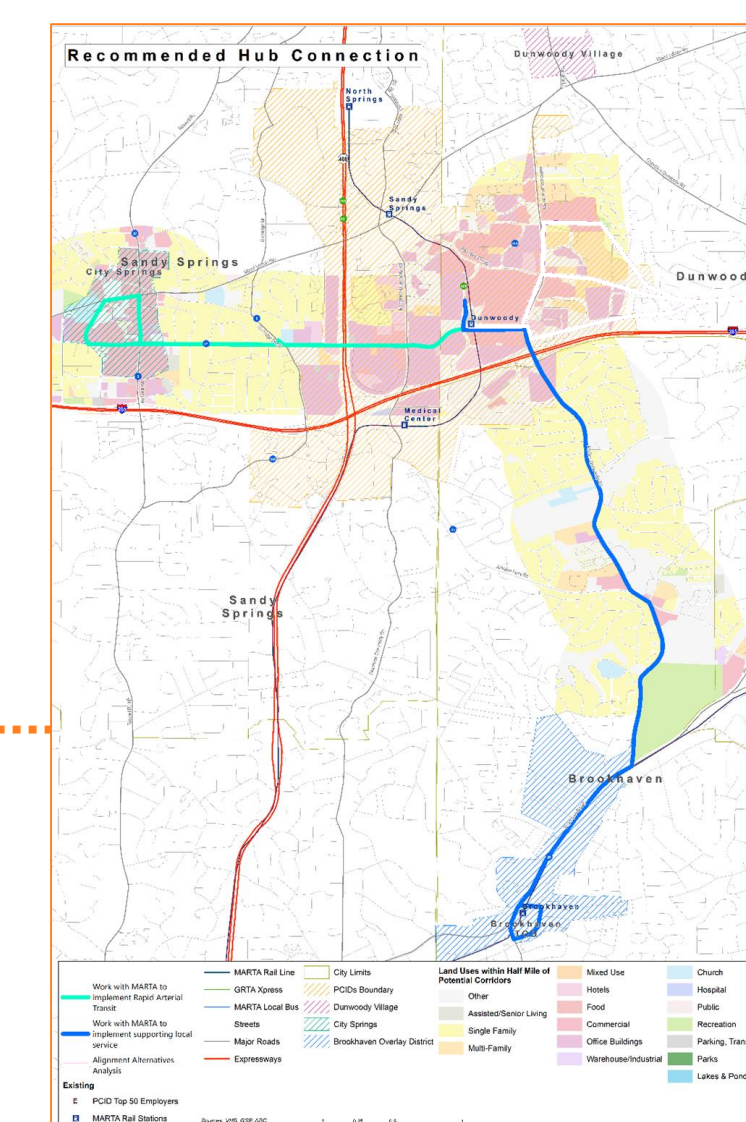 Recommended Hub Connection
Dunwoody Village
North
Springs
400
Sandy
Springs
Sandy Springs
City Springs
Dunwood
Dunwoody
285
285
Medical
Center
Sandy
Springs
Brookhaven
Brookhaven
Brookhaven
Work with MARTA to
Implement Rapid Arterial
Transit
Work with MARTA to
implement supporting local
service
Alignment Alternatives
Analysis
Existing
PCID Top 50 Employers
MARTA Rail Stations
MARTA Rail Line
GRTA Xpress
MARTA Local Bus
Streets
Major Roads
Expressways
City Limits
PCIDs Boundary
Dunwoody Village
City Springs
Brookhaven Overlay District
Land Uses within Half Mile of
Potential Corridors
Other
Assisted/Senior Living
Single Family
Multi-Family
Mixed Use
Hotels
Food
Commercial
Office Buildings
Warehouse/Industrial
Church
Hospital
Public
Recreation
Parking, Tran
Parks
Lakes & Pond